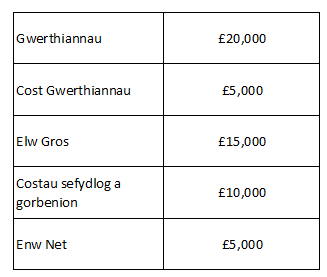 Gwerthiannau £20,000
Cost Gwerthiannau £5,000
Elw Gros £15,000
Costau sefydlog a
gorbenion £10,000
Enw Net £5,000